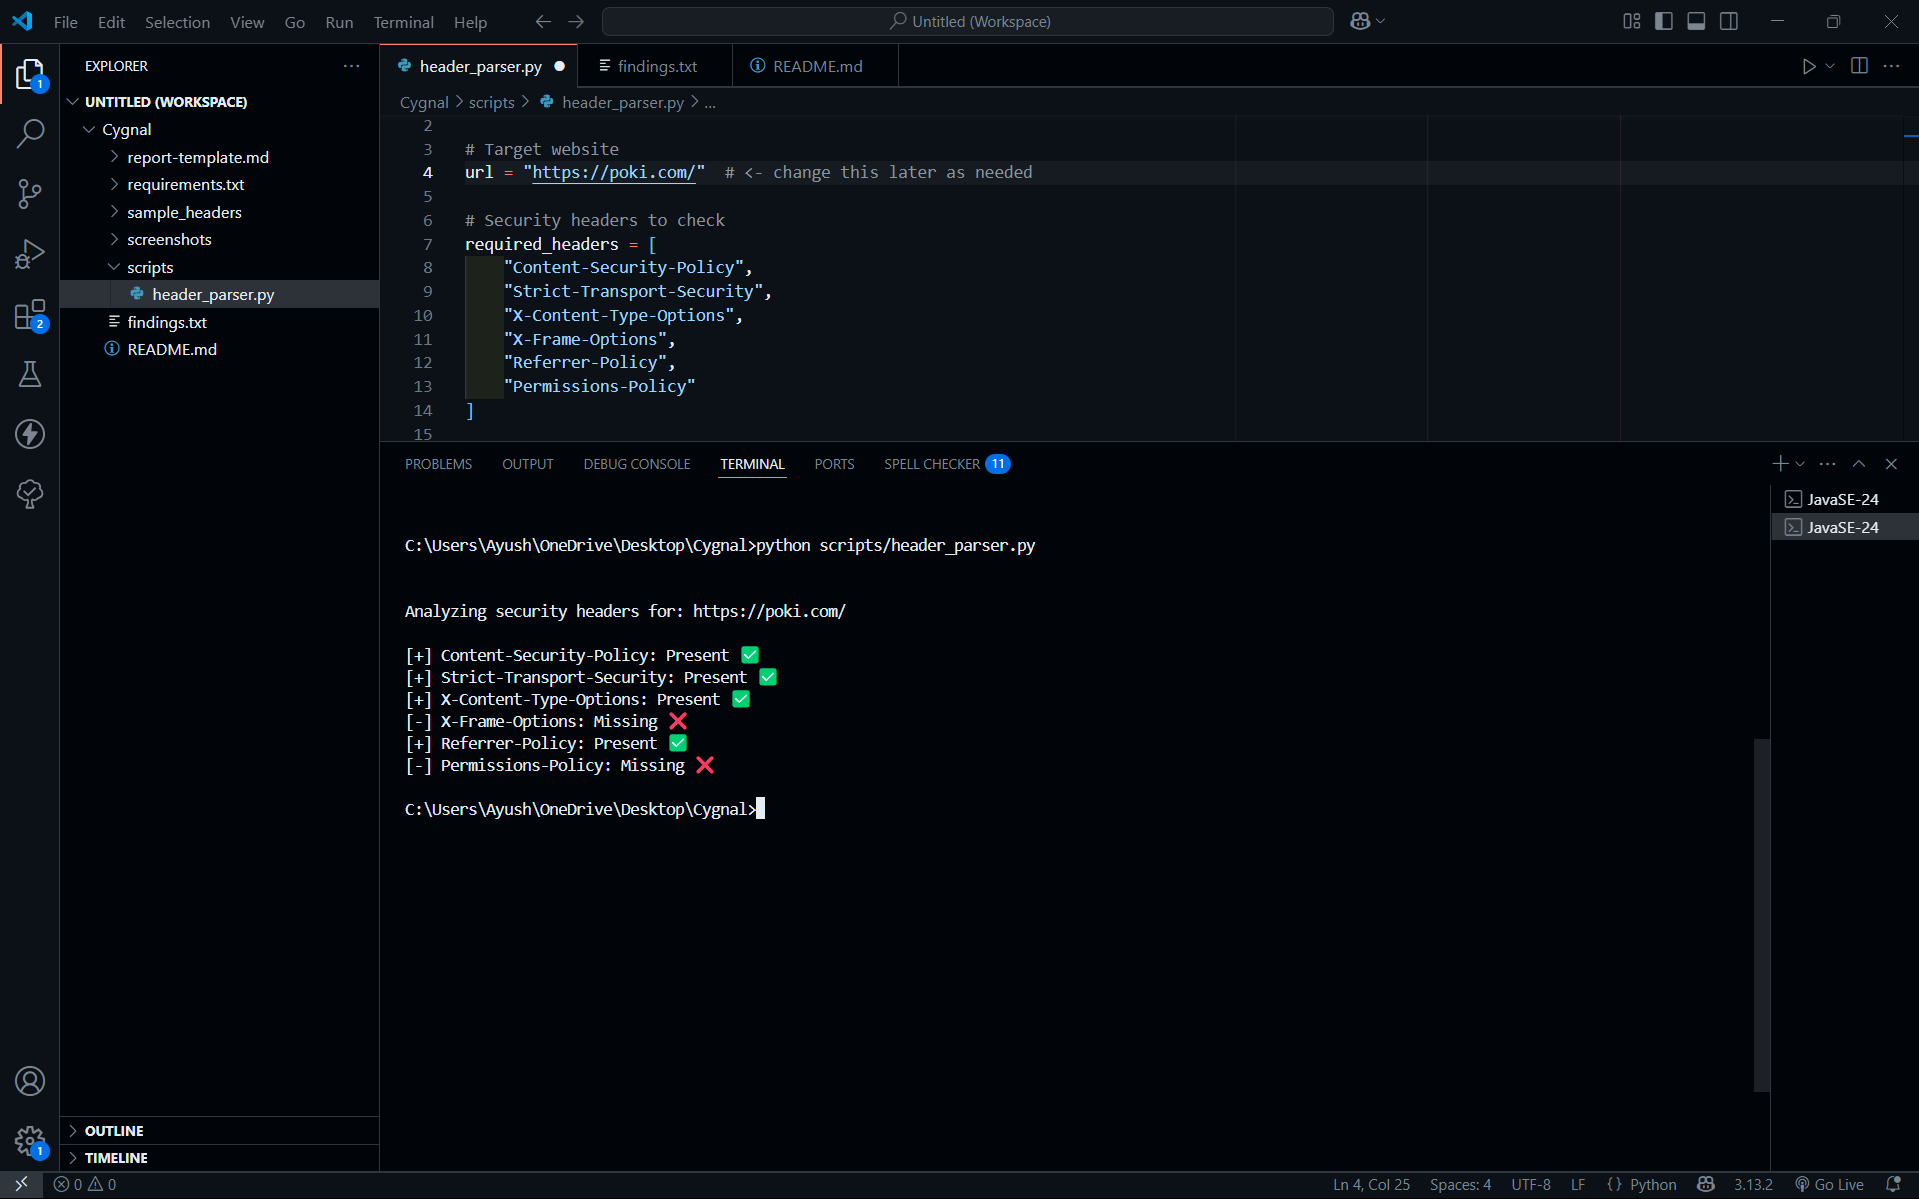 File Edit Selection View Go Run Terminal Help
Untitled (Workspace)
EXPLORER
UNTITLED (WORKSPACE)
Cygnal
report-template.md
requirements.txt
sample_headers
screenshots
scripts
header_parser.py
findings.txt
README.md
OUTLINE
TIMELINE
1
2
1
header_parser.py
findings.txt
README.md
Cygnal > scripts > header_parser.py > ...
2
3 # Target website
4 url = "https://poki.com/"  # <- change this later as needed
5
6 # Security headers to check
7 required_headers = [
8 "Content-Security-Policy",
9 "Strict-Transport-Security",
10 "X-Content-Type-Options",
11 "X-Frame-Options",
12 "Referrer-Policy",
13 "Permissions-Policy"
14 ]
15
PROBLEMS OUTPUT DEBUG CONSOLE TERMINAL PORTS SPELL CHECKER 11
JavaSE-24
JavaSE-24
C:\Users\Ayush\OneDrive\Desktop\Cygnal>python scripts/header_parser.py
Analyzing security headers for: https://poki.com/
[+] Content-Security-Policy: Present ✅
[+] Strict-Transport-Security: Present ✅
[+] X-Content-Type-Options: Present ✅
[-] X-Frame-Options: Missing ❌
[+] Referrer-Policy: Present ✅
[-] Permissions-Policy: Missing ❌
C:\Users\Ayush\OneDrive\Desktop\Cygnal>
0 0
Ln 4, Col 25 Spaces: 4 UTF-8 LF {} Python 3.13.2 Go Live